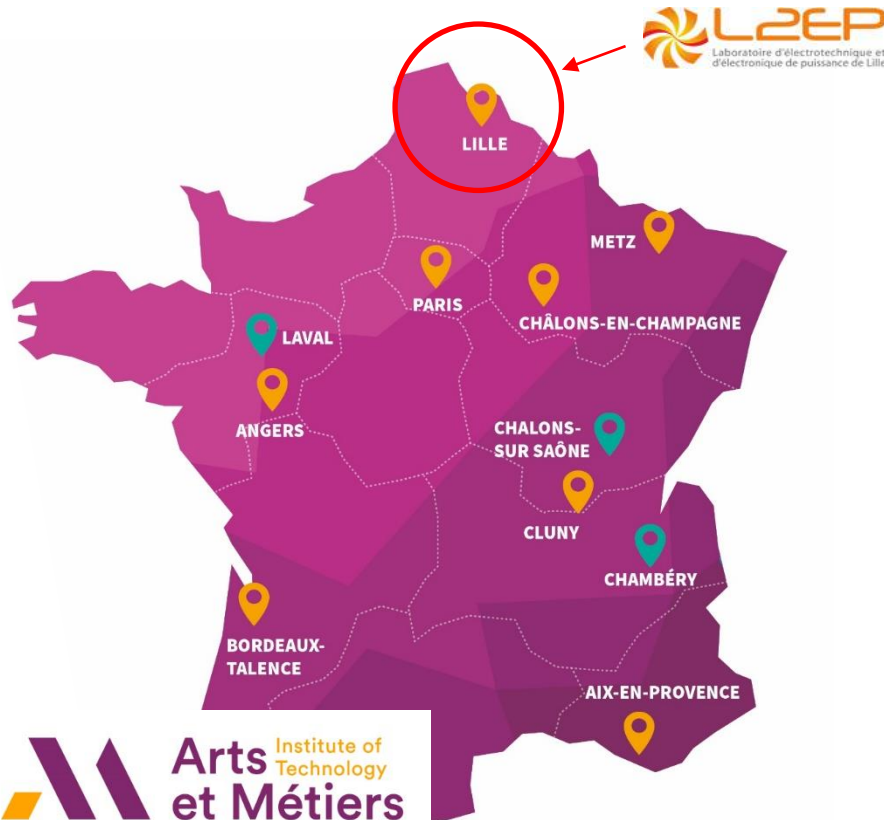 L2EP
Laboratoire d'électrotechnique et
d'électronique de puissance de Lille
LILLE
METZ
PARIS
CHÂLONS-EN-CHAMPAGNE
LAVAL
ANGERS
CHALONS-
SUR SAÔNE
CLUNY
CHAMBÉRY
BORDEAUX-
TALENCE
AIX-EN-PROVENCE
Arts Institute of
Technology
et Métiers